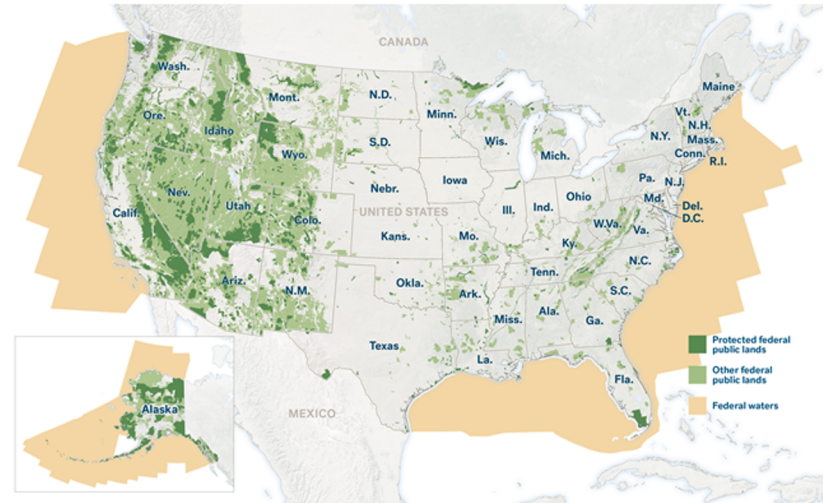 CANADA
Wash.
Mont.
N.D.
Minn.
Maine
Ore.
Idaho
S.D.
Wis.
Mich.
Vt.
N.H.
N.Y.
Mass.
Conn.
R.I.
Wyo.
Nebr.
Iowa
Ill.
Ind.
Ohio
Pa.
N.J.
Md.
Del.
D.C.
Nev.
Utah
Colo.
Calif.
UNITED STATES
Kans.
Mo.
Ky.
W.Va.
Va.
Ariz.
N.M.
Okla.
Ark.
Tenn.
N.C.
S.C.
Texas
La.
Miss.
Ala.
Ga.
Fla.
Alaska
MEXICO
Protected federal
public lands
Other federal
public lands
Federal waters